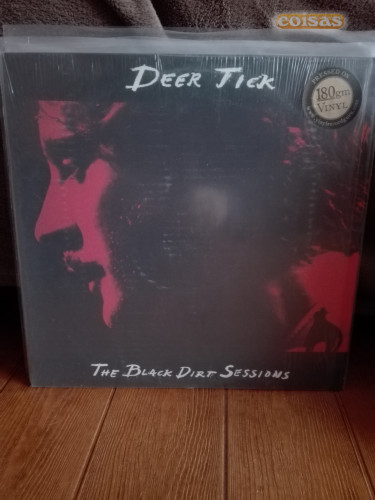 coisas
DEER TICK
180gm
VINYL
THE BLACK DIRT SESSIONS